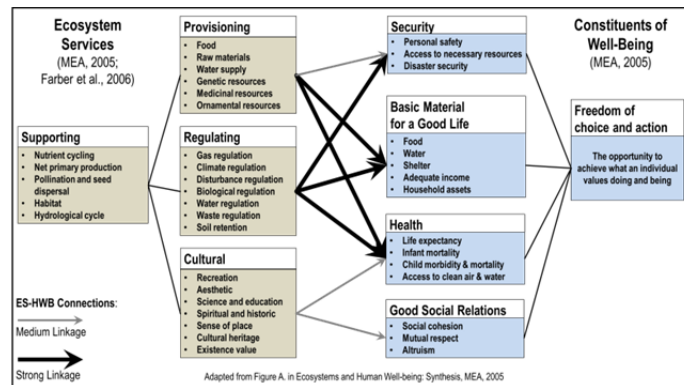 Ecosystem
Services
(MEA, 2005;
Farber et al., 2006)
Supporting
Nutrient cycling
Net primary production
Pollination and seed
dispersal
Habitat
Hydrological cycle
ES-HWB Connections:
Medium Linkage
Strong Linkage
Provisioning
Food
Raw materials
Water supply
Genetic resources
Medicinal resources
Ornamental resources
Regulating
Gas regulation
Climate regulation
Disturbance regulation
Biological regulation
Water regulation
Waste regulation
Soil retention
Cultural
Recreation
Aesthetic
Science and education
Spiritual and historic
Sense of place
Cultural heritage
Existence value
Security
Personal safety
Access to necessary resources
Disaster security
Basic Material
for a Good Life
Food
Water
Shelter
Adequate income
Household assets
Health
Life expectancy
Infant mortality
Child morbidity & mortality
Access to clean air & water
Good Social Relations
Social cohesion
Mutual respect
Altruism
Constituents of
Well-Being
(MEA, 2005)
Freedom of
choice and action
The opportunity to
achieve what an individual
values doing and being
Adapted from Figure A. in Ecosystems and Human Well-being: Synthesis, MEA, 2005